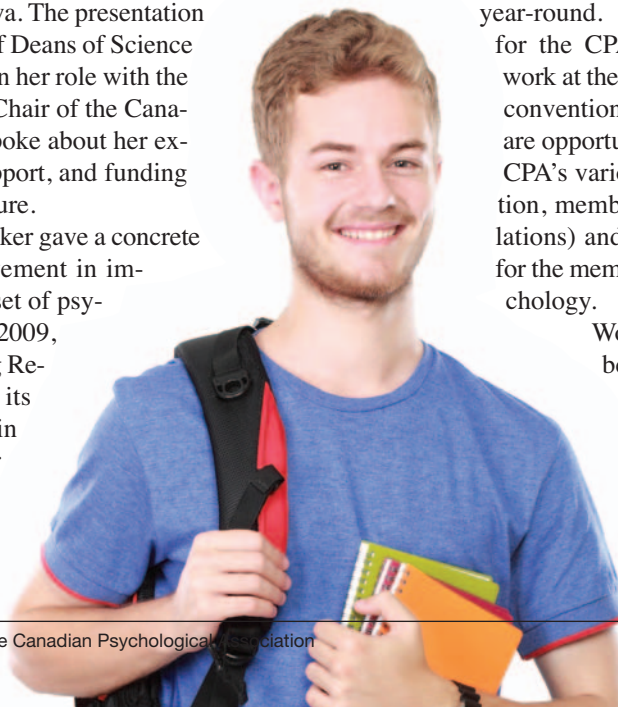 va. The presentation
f Deans of Science
n her role with the
Chair of the Cana-
oke about her ex-
port, and funding
ure.
ker gave a concrete
ement in im-
set of psy-
2009,
g Re-
its
in
year-round.
for the CPA
work at the
convention
are opportu
CPA's vario
tion, memb
lations) and
for the mem
chology.
We
be
e Canadian Psychological Association